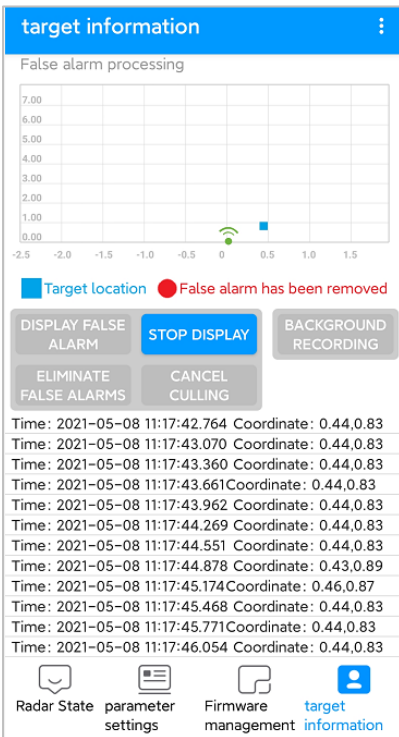 target information
False alarm processing
7.00
6.00
5.00
4.00
3.00
2.00
1.00
0.00
-2.5 -2.0 -1.5 -1.0 -0.5 0 0.5 1.0 1.5
Target location False alarm has been removed
DISPLAY FALSE ALARM
STOP DISPLAY
BACKGROUND RECORDING
ELIMINATE FALSE ALARMS
CANCEL CULLING
Time: 2021-05-08 11:17:42.764 Coordinate: 0.44,0.83
Time: 2021-05-08 11:17:43.070 Coordinate: 0.44,0.83
Time: 2021-05-08 11:17:43.360 Coordinate: 0.44,0.83
Time: 2021-05-08 11:17:43.661Coordinate: 0.44,0.83
Time: 2021-05-08 11:17:43.962 Coordinate: 0.44,0.83
Time: 2021-05-08 11:17:44.269 Coordinate: 0.44,0.83
Time: 2021-05-08 11:17:44.551 Coordinate: 0.44,0.83
Time: 2021-05-08 11:17:44.878 Coordinate: 0.43,0.89
Time: 2021-05-08 11:17:45.174Coordinate: 0.46,0.87
Time: 2021-05-08 11:17:45.468 Coordinate: 0.44,0.83
Time: 2021-05-08 11:17:45.771Coordinate: 0.44,0.83
Time: 2021-05-08 11:17:46.054 Coordinate: 0.44,0.83
Radar State
parameter settings
Firmware management
target information